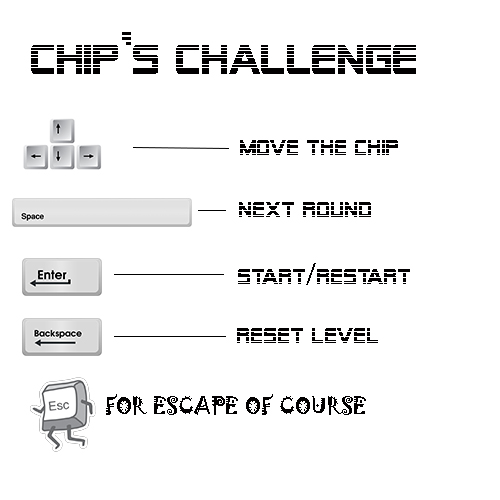 CHIP'S CHALLENGE
MOVE THE CHIP
Space
NEXT ROUND
Enter
START/RESTART
Backspace
RESET LEVEL
Esc
FOR ESCAPE OF COURSE